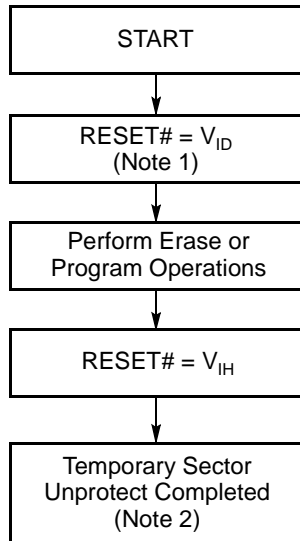 START
RESET# = V_ID
(Note 1)
Perform Erase or
Program Operations
RESET# = V_IH
Temporary Sector
Unprotect Completed
(Note 2)